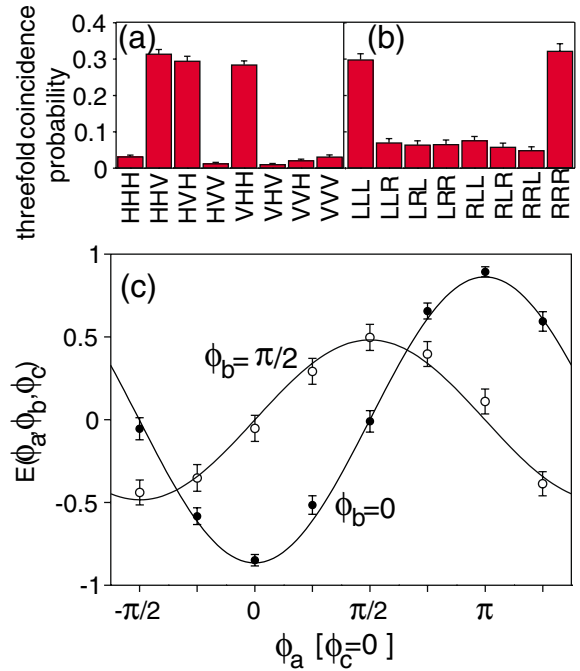 (a) (b)
threefold coincidence
probability
0.4
0.3
0.2
0.1
0
HHH HHV HVH HVV VHH VHV VVH VVV LLL LLR LRL LRR RLL RLR RRL RRR
(c)
E(ϕa,ϕb,ϕc)
1
0.5
0
-0.5
-1
ϕb= π/2
ϕb=0
-π/2 0 π/2 π
ϕa [ϕc=0]